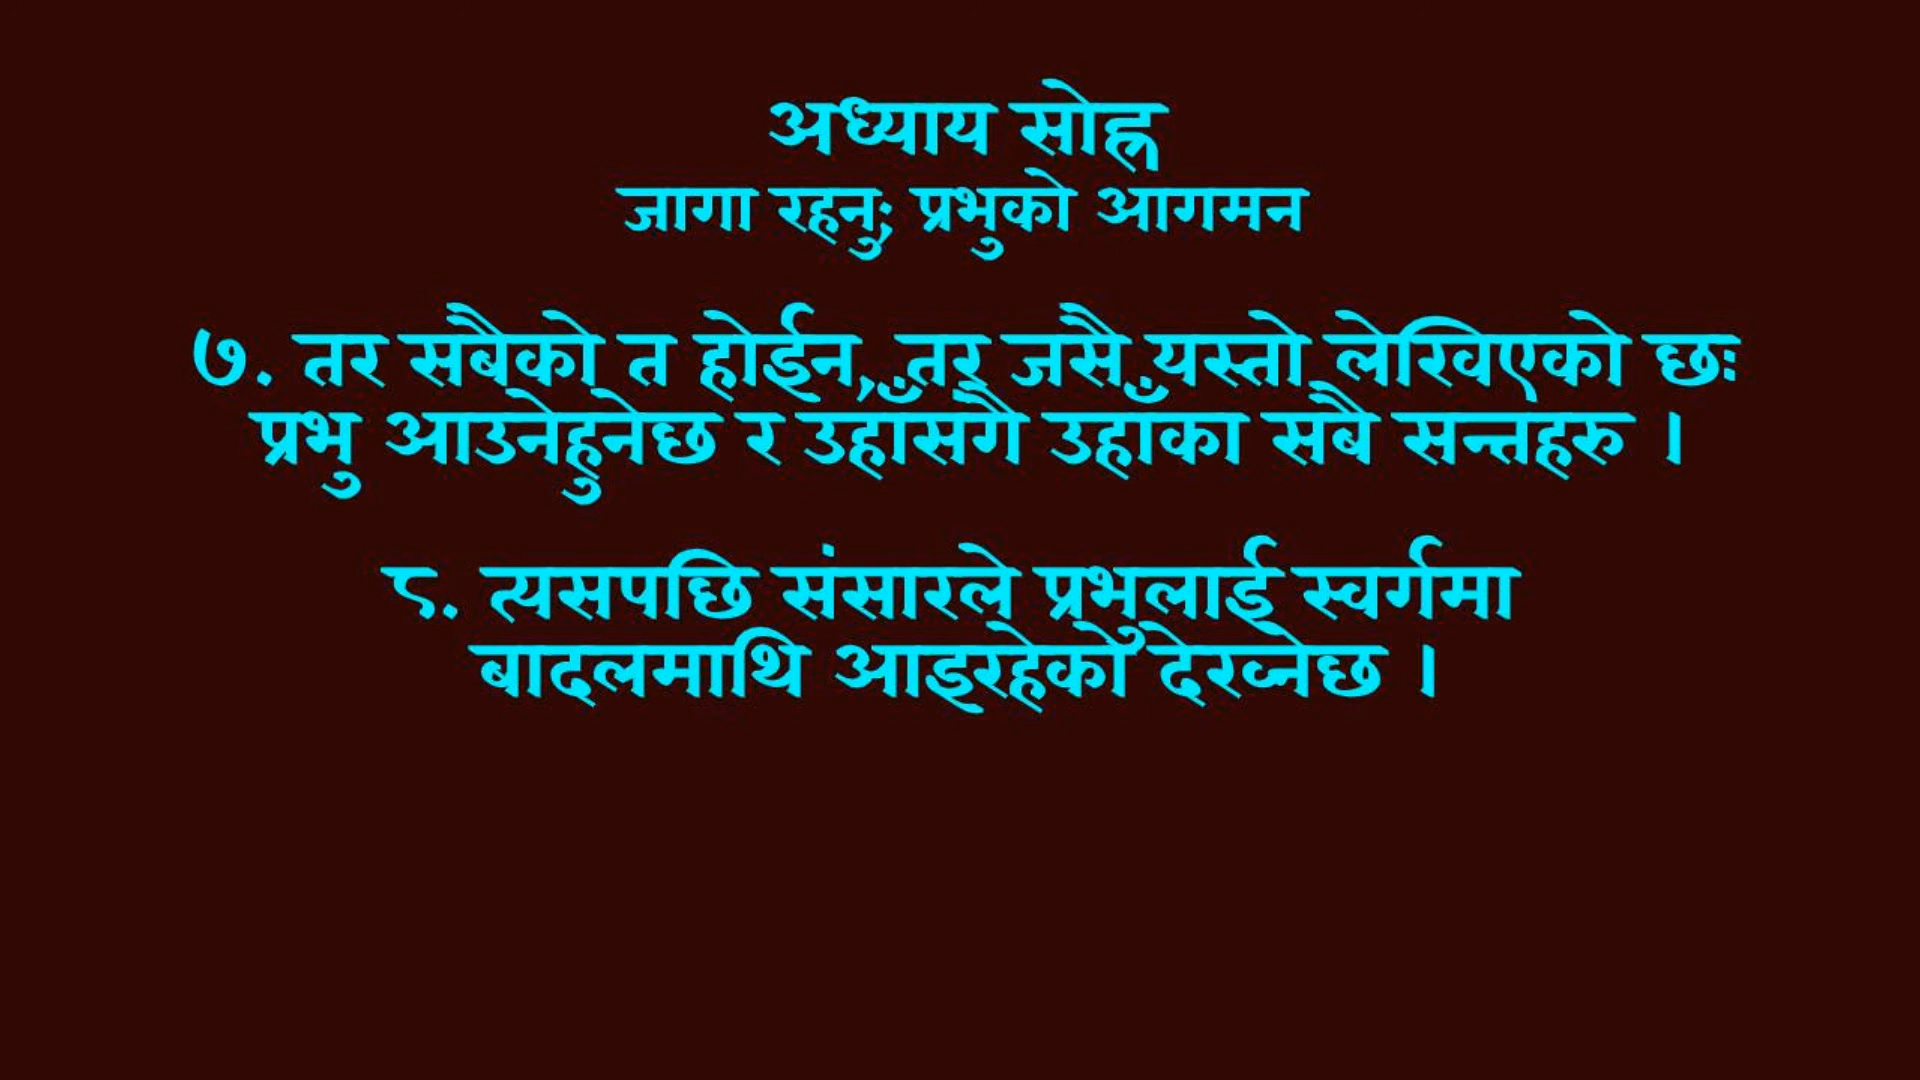 अध्याय सोह्र
जागा रहनु; प्रभुको आगमन
७. तर सबैको त होईन, तर जसै यस्तो लेखिएको छः
प्रभु आउनेहुनेछ र उहाँसँगै उहाँका सबै सन्तहरु ।
८. त्यसपछि संसारले प्रभुलाई स्वर्गमा
बादलमाथि आइरहेको देख्नेछ ।